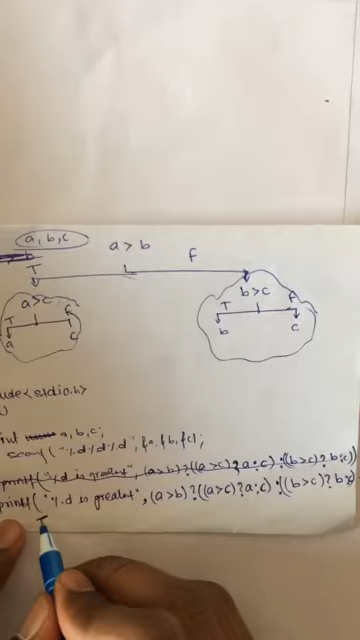 a, b, c
a > b
T
f
a > c
T
f
a
c
b > c
T
f
b
c
ude<stdio.h>
int a, b, c;
scanf("%d%d%d", &a, &b, &c);
printf("%d is greatest", (a>b)?((a>c)?a:c):((b>c)?b:c))
printf("%d is greatest", (a>b)?((a>c)?a:c):((b>c)?b:c)